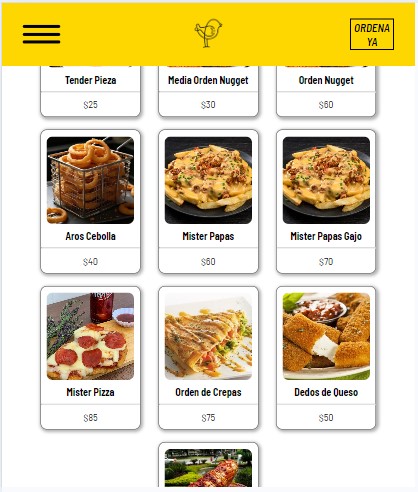 ORDENA
YA
Tender Pieza
Media Orden Nugget
Orden Nugget
$25
$30
$60
Aros Cebolla
Mister Papas
Mister Papas Gajo
$40
$60
$70
Mister Pizza
Orden de Crepas
Dedos de Queso
$85
$75
$50